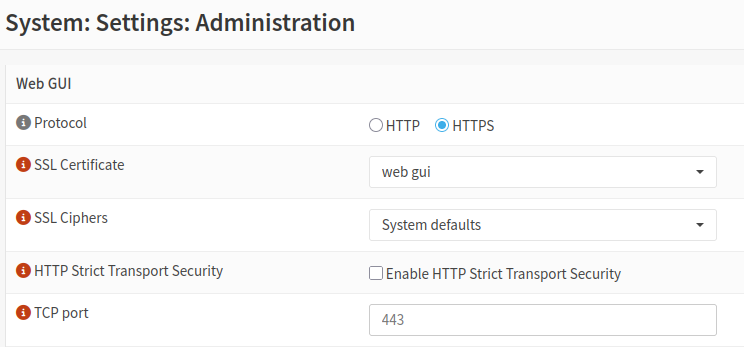 System: Settings: Administration
Web GUI
Protocol HTTP HTTPS
SSL Certificate web gui
SSL Ciphers System defaults
HTTP Strict Transport Security Enable HTTP Strict Transport Security
TCP port 443